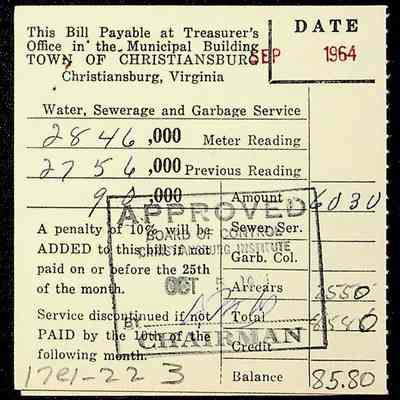 This Bill Payable at Treasurer's
Office in the Municipal Building
TOWN OF CHRISTIANSBURG
Christiansburg, Virginia
DATE
SEP 1964
Water, Sewerage and Garbage Service
2846,000 Meter Reading
2756,000 Previous Reading
90,000 Amount 6030
APPROVED
BOARD OF CONTROL
CHRISTIANSBURG INSTITUTE
OCT 5
BY
CHAIRMAN
A penalty of 10% will be
ADDED to this bill if not
paid on or before the 25th
of the month.
Service discontinued if not
PAID by the 10th of the
following month.
Sewer Ser.
Garb. Col.
Arrears 2550
Total 8580
Credit
Balance 85.80